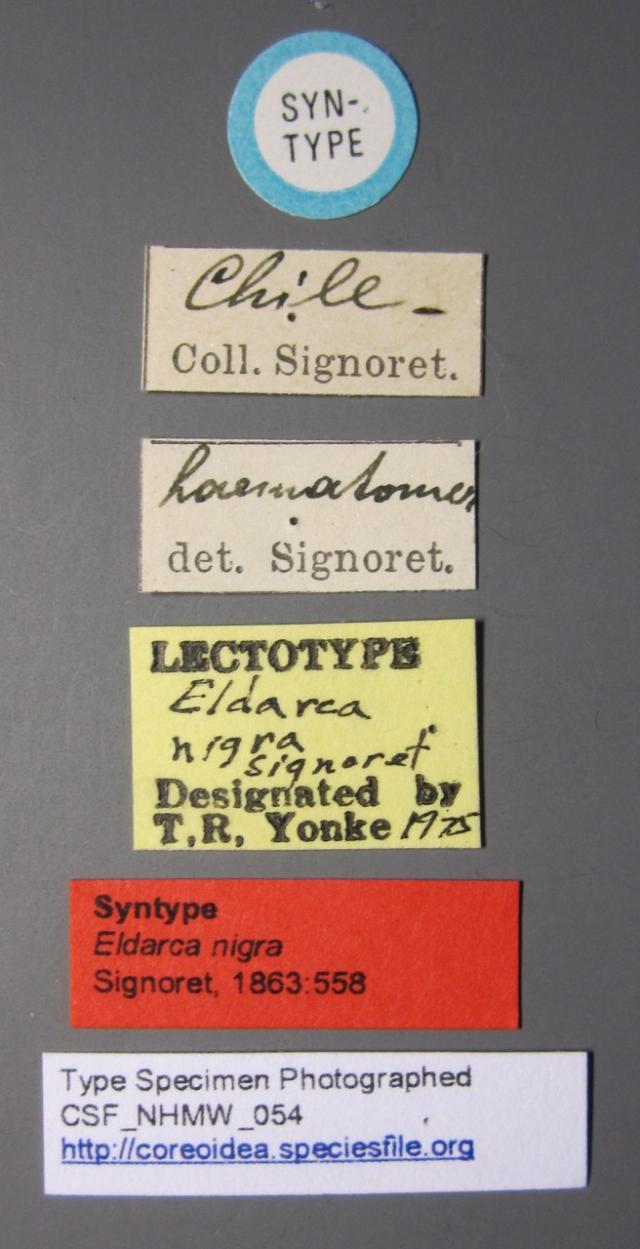 SYN-
TYPE
Chile -
Coll. Signoret.
det. Signoret.
LECTOTYPE
Eldarca
nigra
signoret
Designated by
T.R. Yonke 1975
Syntype
Eldarca nigra
Signoret, 1863:558
Type Specimen Photographed
CSF_NHMW_054
http://coreoidea.speciesfile.org